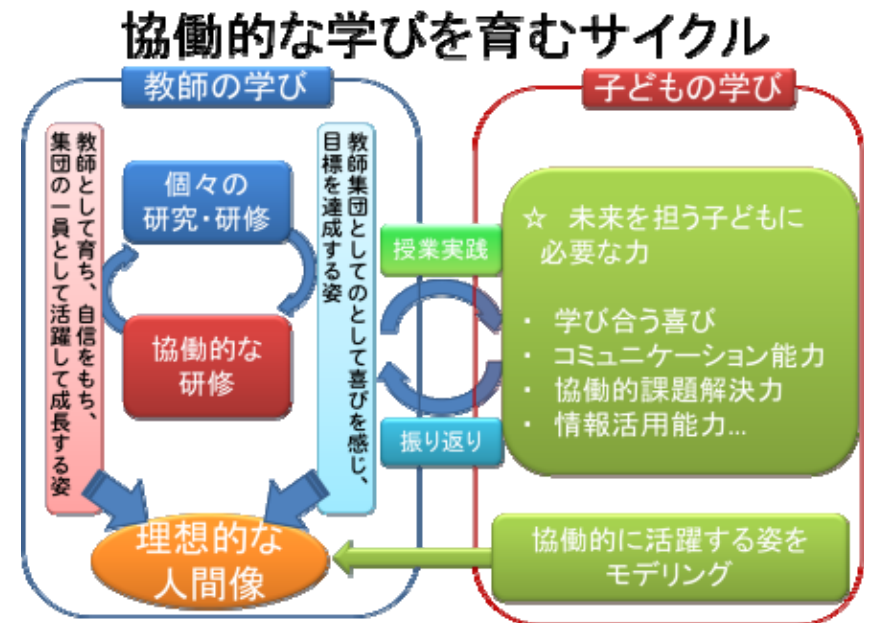 協働的な学びを育むサイクル
教師の学び
教師として育ち、自信をもち、
集団の一員として活躍して成長する姿
個々の
研究・研修
協働的な
研修
教師集団としてのとして喜びを感じ、
目標を達成する姿
理想的な
人間像
授業実践
振り返り
子どもの学び
☆ 未来を担う子どもに
必要な力
・ 学び合う喜び
・ コミュニケーション能力
・ 協働的課題解決力
・ 情報活用能力…
協働的に活躍する姿を
モデリング